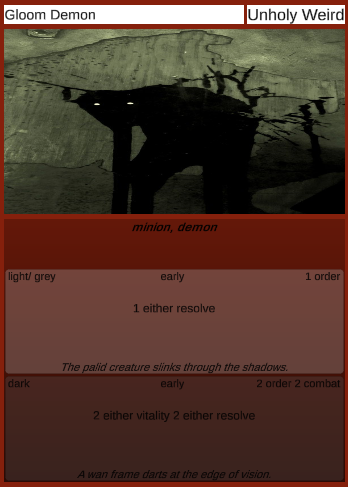 Gloom Demon Unholy Weird
minion, demon
light/ grey early 1 order
1 either resolve
The palid creature slinks through the shadows.
dark early 2 order 2 combat
2 either vitality 2 either resolve
A wan frame darts at the edge of vision.